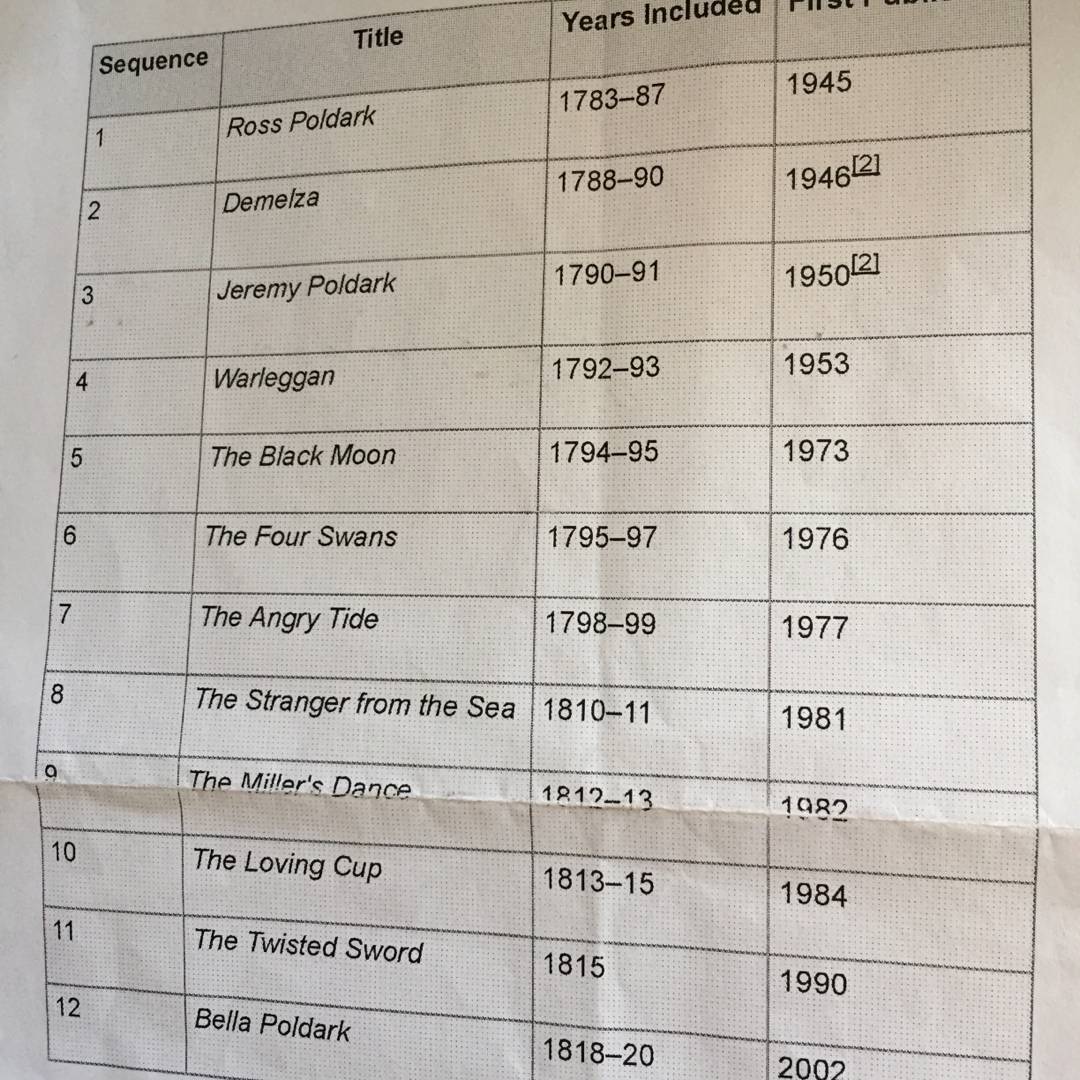 Sequence Title Years Included First
1 Ross Poldark 1783–87 1945
2 Demelza 1788–90 1946[2]
3 Jeremy Poldark 1790–91 1950[2]
4 Warleggan 1792–93 1953
5 The Black Moon 1794–95 1973
6 The Four Swans 1795–97 1976
7 The Angry Tide 1798–99 1977
8 The Stranger from the Sea 1810–11 1981
9 The Miller's Dance 1812–13 1982
10 The Loving Cup 1813–15 1984
11 The Twisted Sword 1815 1990
12 Bella Poldark 1818–20 2002